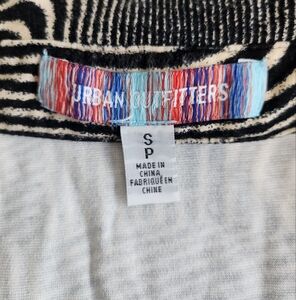 URBAN OUTFITTERS
S
P
MADE IN
CHINA
FABRIQUÉ EN
CHINE